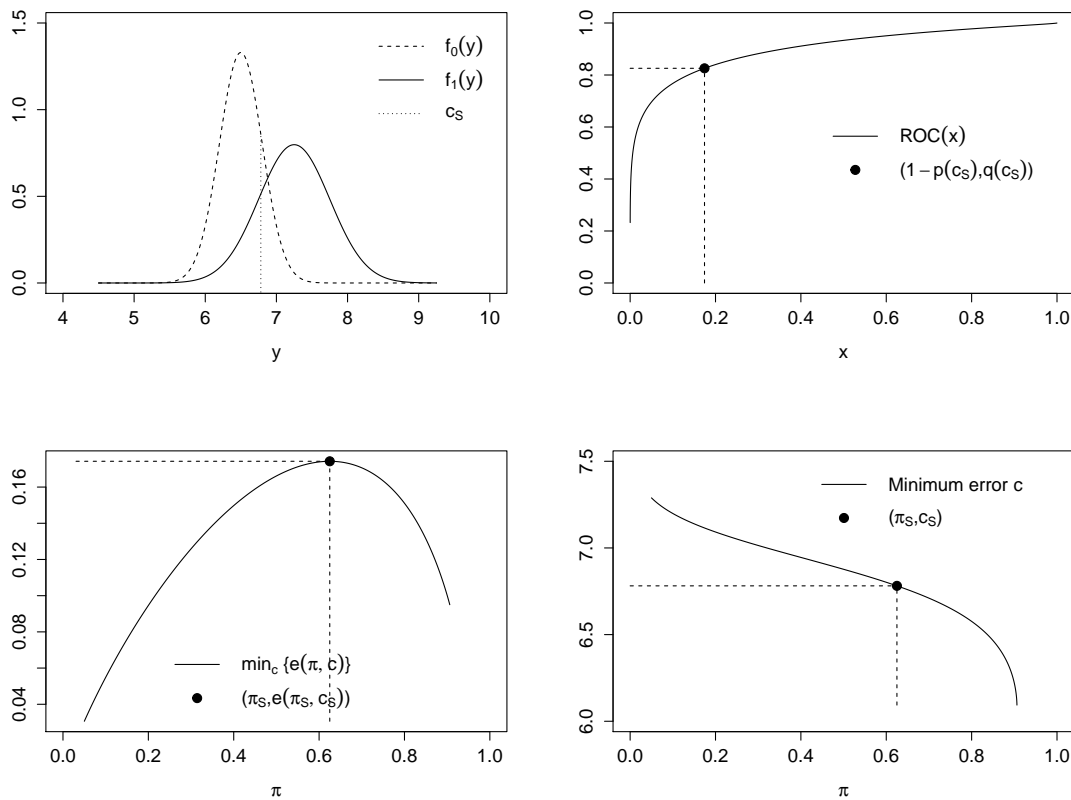 1.5
1.0
0.5
0.0
4 5 6 7 8 9 10
y
f₀(y)
f₁(y)
c_S
1.0
0.8
0.6
0.4
0.2
0.0
0.0 0.2 0.4 0.6 0.8 1.0
x
ROC(x)
(1 − p(c_S),q(c_S))
0.16
0.12
0.08
0.04
0.0 0.2 0.4 0.6 0.8 1.0
π
min_c {e(π, c)}
(π_S,e(π_S, c_S))
7.5
7.0
6.5
6.0
0.0 0.2 0.4 0.6 0.8 1.0
π
Minimum error c
(π_S,c_S)